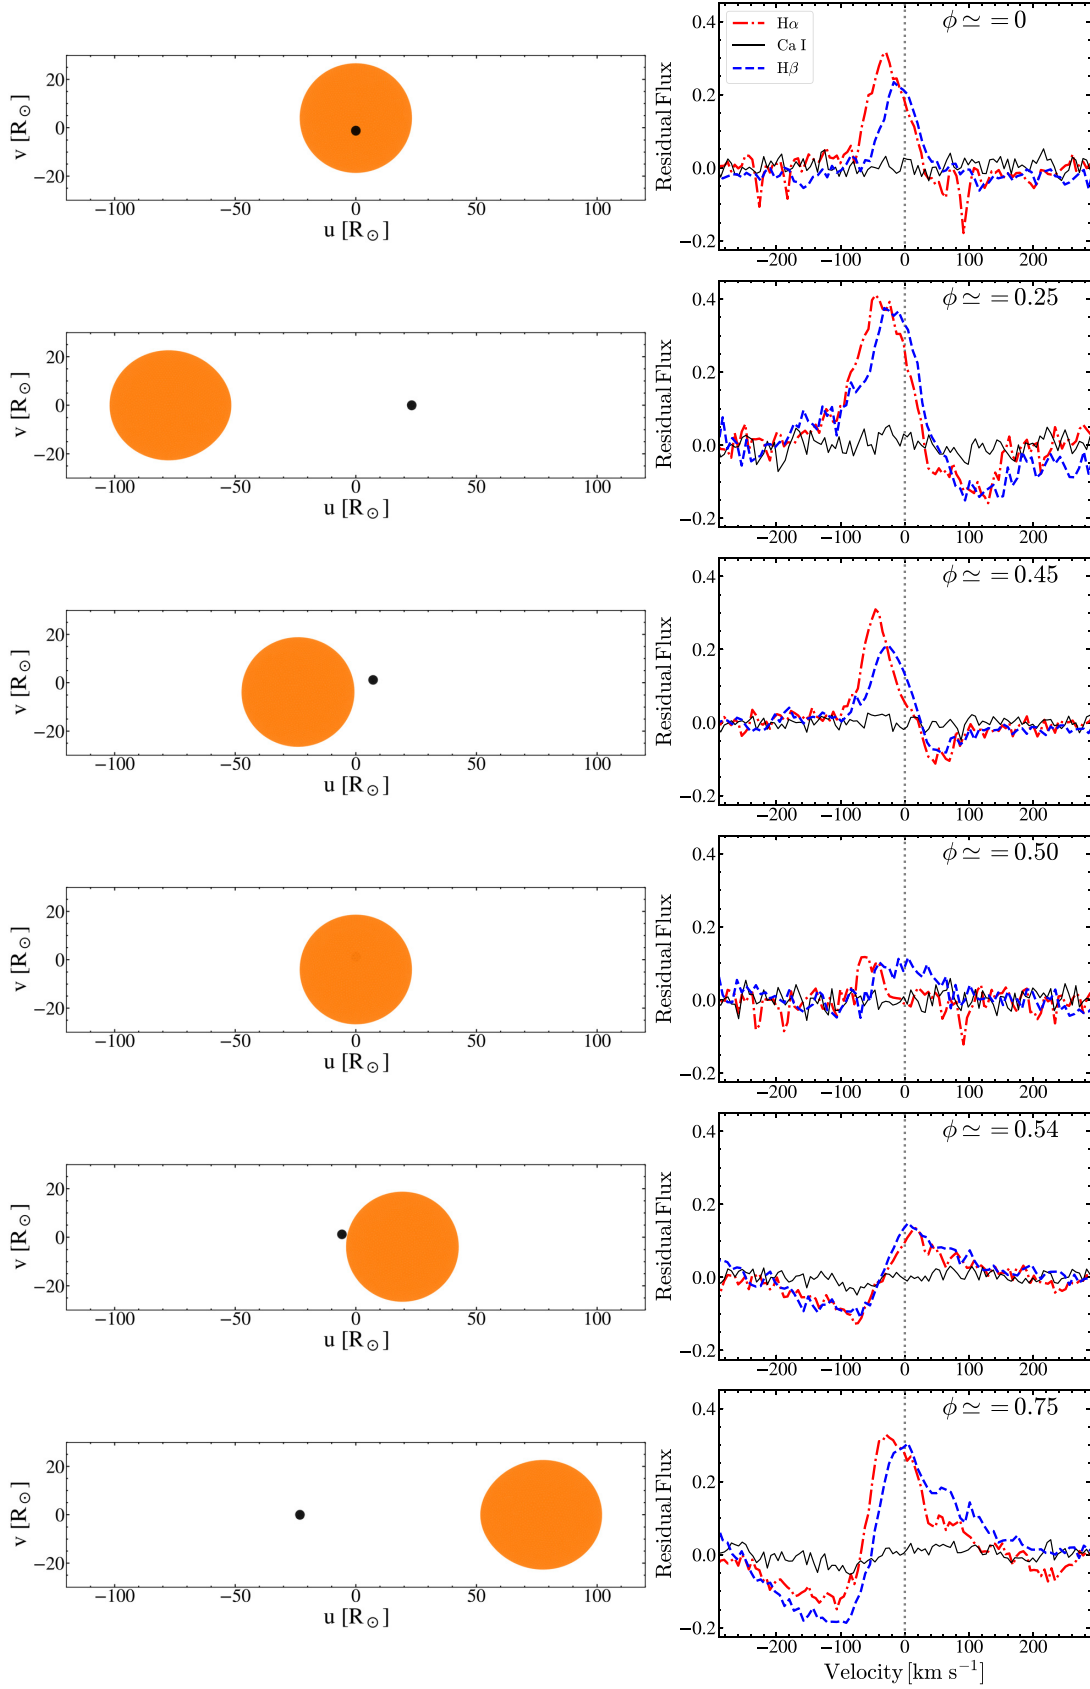 20
0
−20
v [R⊙]
−100 −50 0 50 100
u [R⊙]
0.4
0.2
0.0
−0.2
Residual Flux
Hα
Ca I
Hβ
ϕ ≃= 0
−200 −100 0 100 200
20
0
−20
v [R⊙]
−100 −50 0 50 100
u [R⊙]
0.4
0.2
0.0
−0.2
Residual Flux
ϕ ≃= 0.25
−200 −100 0 100 200
20
0
−20
v [R⊙]
−100 −50 0 50 100
u [R⊙]
0.4
0.2
0.0
−0.2
Residual Flux
ϕ ≃= 0.45
−200 −100 0 100 200
20
0
−20
v [R⊙]
−100 −50 0 50 100
u [R⊙]
0.4
0.2
0.0
−0.2
Residual Flux
ϕ ≃= 0.50
−200 −100 0 100 200
20
0
−20
v [R⊙]
−100 −50 0 50 100
u [R⊙]
0.4
0.2
0.0
−0.2
Residual Flux
ϕ ≃= 0.54
−200 −100 0 100 200
20
0
−20
v [R⊙]
−100 −50 0 50 100
u [R⊙]
0.4
0.2
0.0
−0.2
Residual Flux
ϕ ≃= 0.75
−200 −100 0 100 200
Velocity [km s⁻¹]